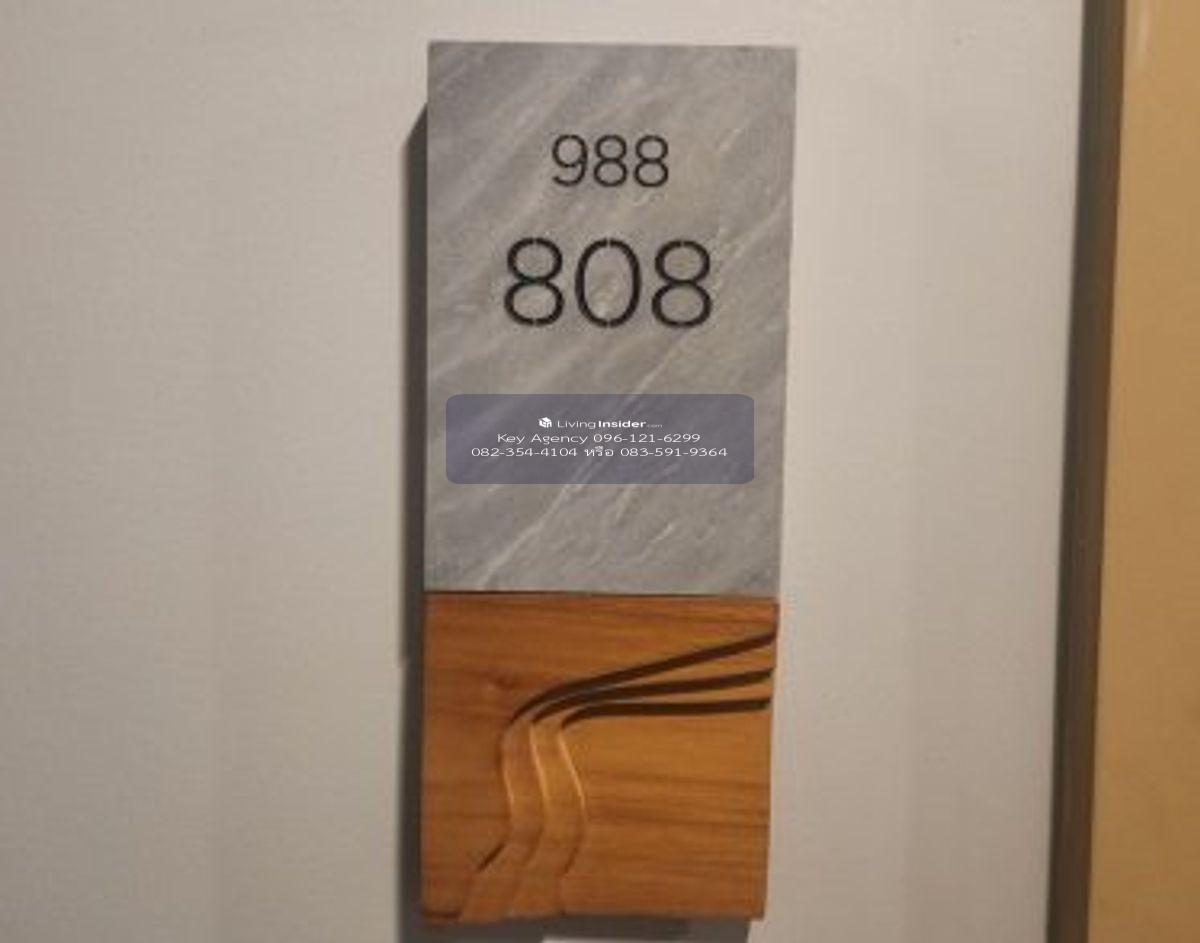 988
808
LivingInsider.com
Key Agency 096-121-6299
082-354-4104 หรือ 083-591-9364